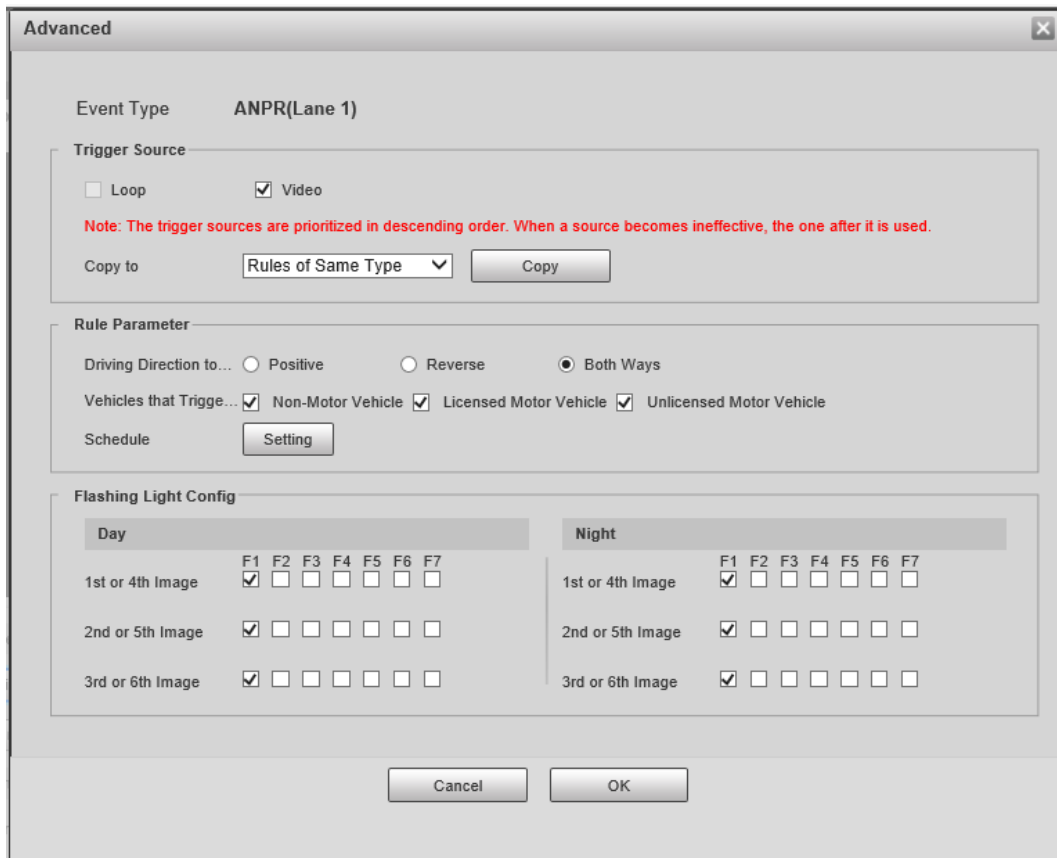 Advanced
Event Type ANPR(Lane 1)
Trigger Source
Loop Video
Note: The trigger sources are prioritized in descending order. When a source becomes ineffective, the one after it is used.
Copy to Rules of Same Type Copy
Rule Parameter
Driving Direction to... Positive Reverse Both Ways
Vehicles that Trigge... Non-Motor Vehicle Licensed Motor Vehicle Unlicensed Motor Vehicle
Schedule Setting
Flashing Light Config
Day Night
F1 F2 F3 F4 F5 F6 F7 F1 F2 F3 F4 F5 F6 F7
1st or 4th Image 1st or 4th Image
2nd or 5th Image 2nd or 5th Image
3rd or 6th Image 3rd or 6th Image
Cancel OK